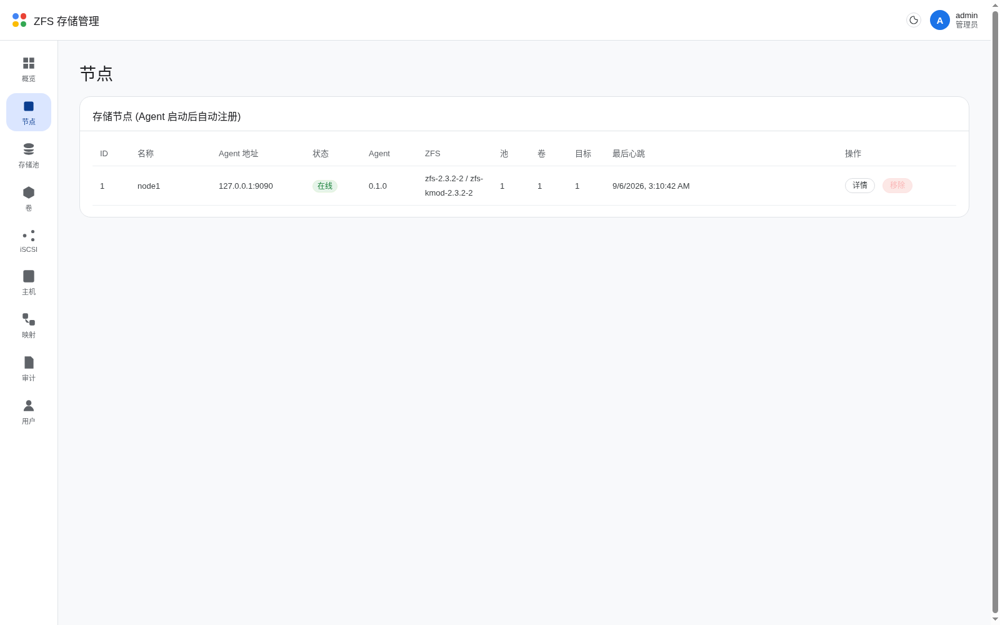 ZFS 存储管理
A
admin
管理员
概览
节点
存储池
卷
iSCSI
主机
映射
审计
用户
节点
存储节点 (Agent 启动后自动注册)
ID 名称 Agent 地址 状态 Agent ZFS 池 卷 目标 最后心跳 操作
1 node1 127.0.0.1:9090 在线 0.1.0 zfs-2.3.2-2 / zfs-
kmod-2.3.2-2 1 1 1 9/6/2026, 3:10:42 AM 详情 移除